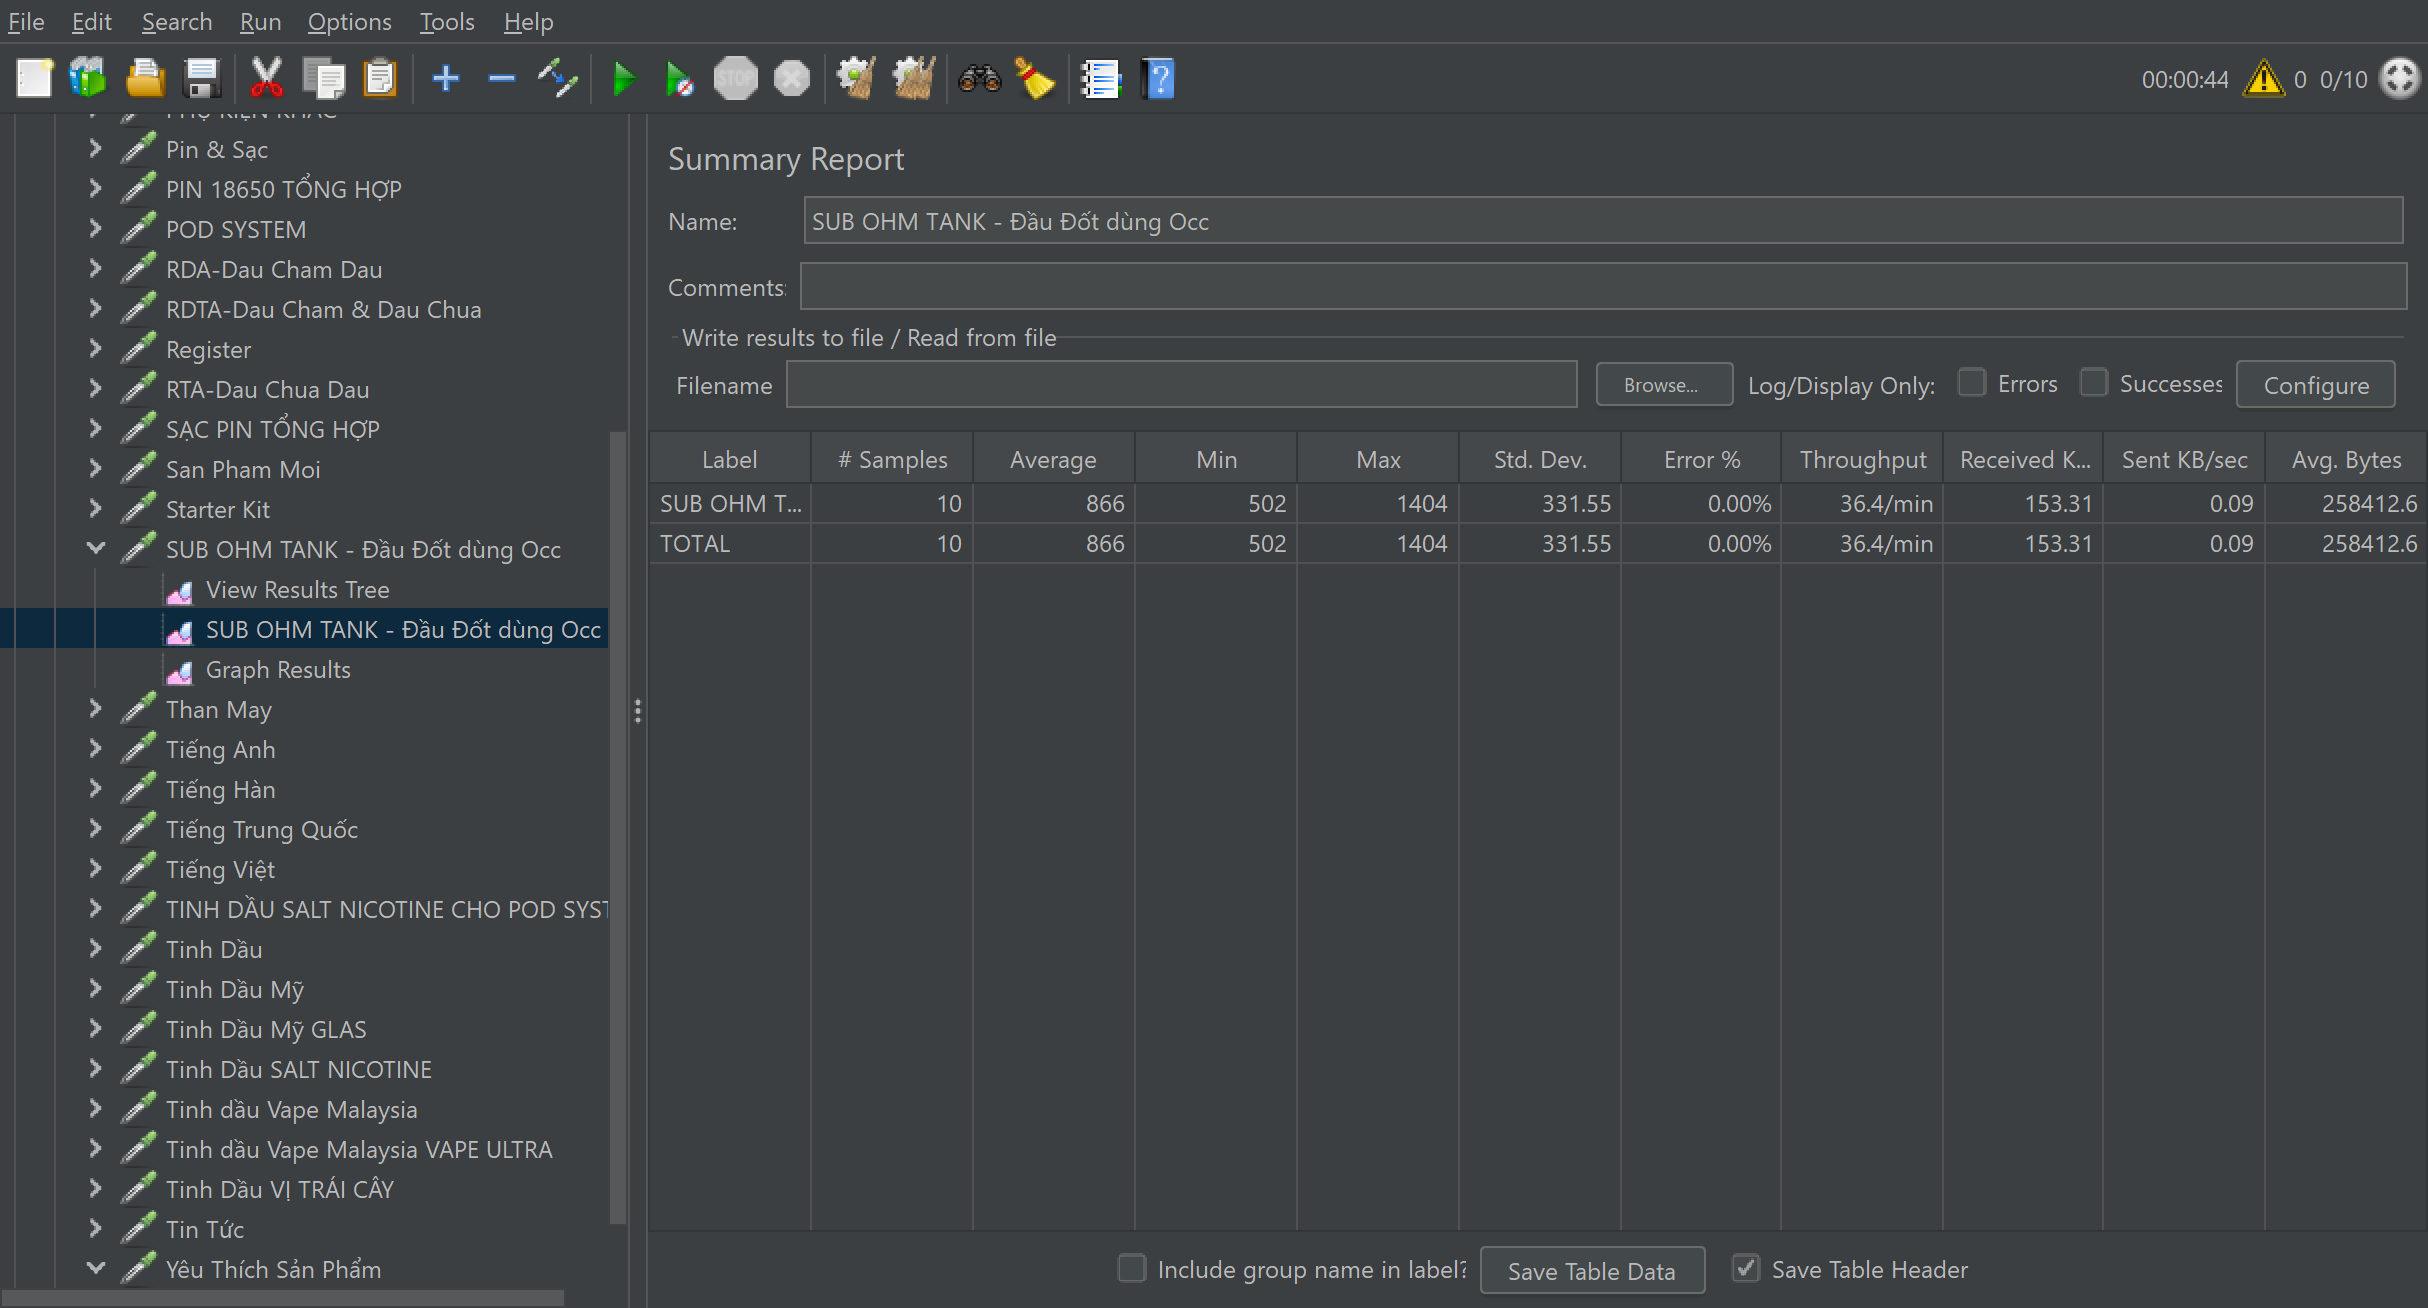 File Edit Search Run Options Tools Help
STOP
00:00:44 0 0/10
Pin & Sạc
PIN 18650 TỔNG HỢP
POD SYSTEM
RDA-Dau Cham Dau
RDTA-Dau Cham & Dau Chua
Register
RTA-Dau Chua Dau
SẠC PIN TỔNG HỢP
San Pham Moi
Starter Kit
SUB OHM TANK - Đầu Đốt dùng Occ
View Results Tree
SUB OHM TANK - Đầu Đốt dùng Occ
Graph Results
Than May
Tiếng Anh
Tiếng Hàn
Tiếng Trung Quốc
Tiếng Việt
TINH DẦU SALT NICOTINE CHO POD SYST
Tinh Dầu
Tinh Dầu Mỹ
Tinh Dầu Mỹ GLAS
Tinh Dầu SALT NICOTINE
Tinh dầu Vape Malaysia
Tinh dầu Vape Malaysia VAPE ULTRA
Tinh Dầu VỊ TRÁI CÂY
Tin Tức
Yêu Thích Sản Phẩm
Summary Report
Name: SUB OHM TANK - Đầu Đốt dùng Occ
Comments:
Write results to file / Read from file
Filename Browse... Log/Display Only: Errors Successes Configure
Label # Samples Average Min Max Std. Dev. Error % Throughput Received K... Sent KB/sec Avg. Bytes
SUB OHM T... 10 866 502 1404 331.55 0.00% 36.4/min 153.31 0.09 258412.6
TOTAL 10 866 502 1404 331.55 0.00% 36.4/min 153.31 0.09 258412.6
Include group name in label? Save Table Data Save Table Header